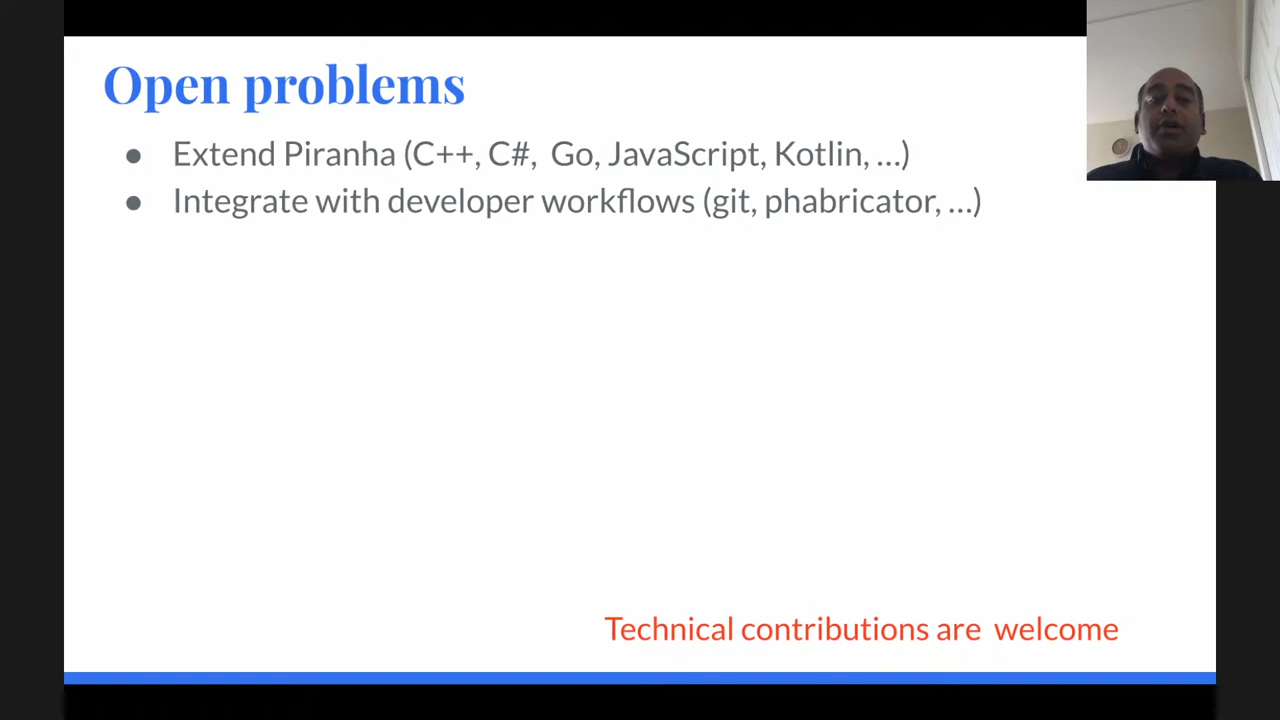 Open problems
● Extend Piranha (C++, C#, Go, JavaScript, Kotlin, ...)
● Integrate with developer workflows (git, phabricator, ...)
Technical contributions are welcome